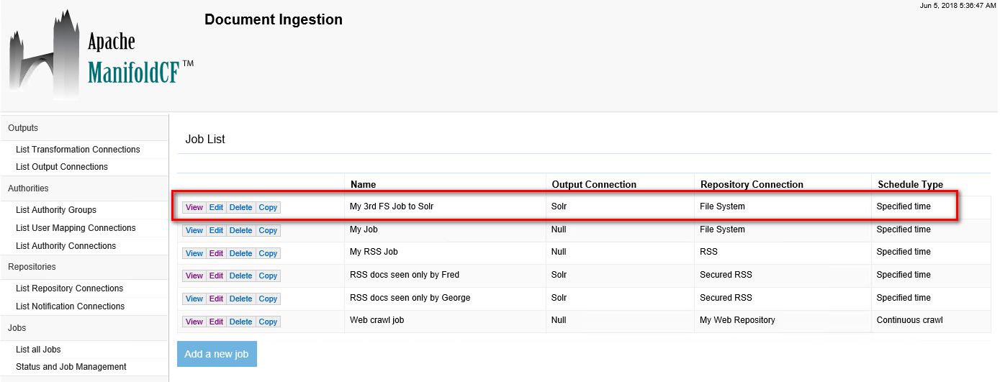 Jun 5, 2018 5:36:47 AM
Document Ingestion
Apache
ManifoldCF™
Outputs
List Transformation Connections
List Output Connections
Authorities
List Authority Groups
List User Mapping Connections
List Authority Connections
Repositories
List Repository Connections
List Notification Connections
Jobs
List all Jobs
Status and Job Management
Job List
Name Output Connection Repository Connection Schedule Type
View Edit Delete Copy My 3rd FS Job to Solr Solr File System Specified time
View Edit Delete Copy My Job Null File System Specified time
View Edit Delete Copy My RSS Job Null RSS Specified time
View Edit Delete Copy RSS docs seen only by Fred Solr Secured RSS Specified time
View Edit Delete Copy RSS docs seen only by George Solr Secured RSS Specified time
View Edit Delete Copy Web crawl job Null My Web Repository Continuous crawl
Add a new job